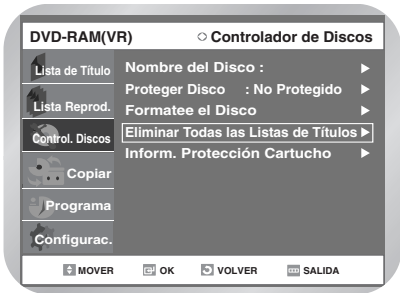 DVD-RAM(VR) Controlador de Discos
Lista de Título
Lista Reprod.
Control. Discos
Copiar
Programa
Configurac.
Nombre del Disco :
Proteger Disco : No Protegido
Formatee el Disco
Eliminar Todas las Listas de Títulos
Inform. Protección Cartucho
MOVER OK VOLVER SALIDA